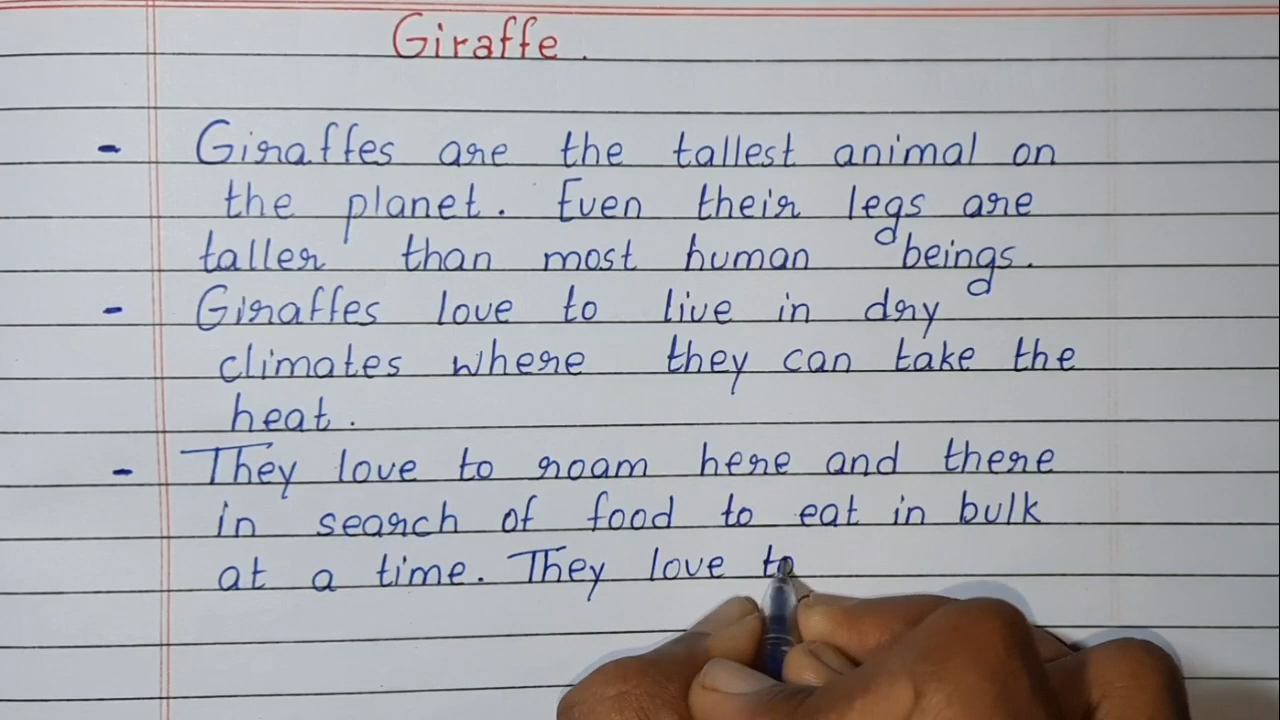 Giraffe.
- Giraffes are the tallest animal on
the planet. Even their legs are
taller than most human beings.
- Giraffes love to live in dry
climates where they can take the
heat.
- They love to roam here and there
in search of food to eat in bulk
at a time. They love to